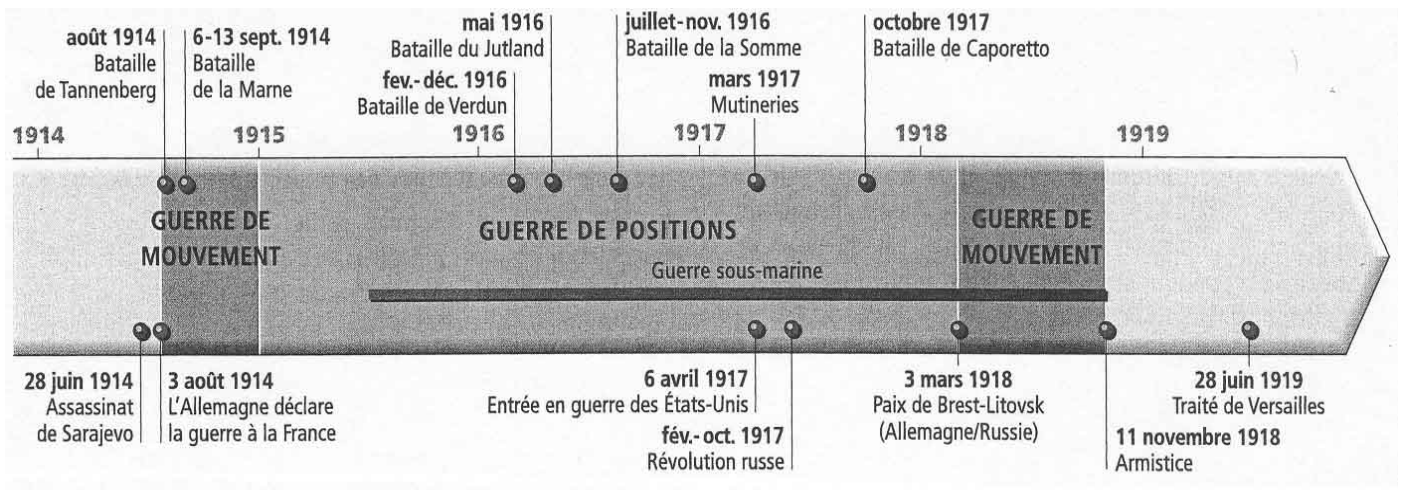 août 1914
Bataille
de Tannenberg
6-13 sept. 1914
Bataille
de la Marne
mai 1916
Bataille du Jutland
fev.-déc. 1916
Bataille de Verdun
juillet-nov. 1916
Bataille de la Somme
mars 1917
Mutineries
octobre 1917
Bataille de Caporetto
1914
1915
1916
1917
1918
1919
GUERRE DE
MOUVEMENT
GUERRE DE POSITIONS
GUERRE DE
MOUVEMENT
Guerre sous-marine
28 juin 1914
Assassinat
de Sarajevo
3 août 1914
L'Allemagne déclare
la guerre à la France
6 avril 1917
Entrée en guerre des États-Unis
fév.-oct. 1917
Révolution russe
3 mars 1918
Paix de Brest-Litovsk
(Allemagne/Russie)
11 novembre 1918
Armistice
28 juin 1919
Traité de Versailles